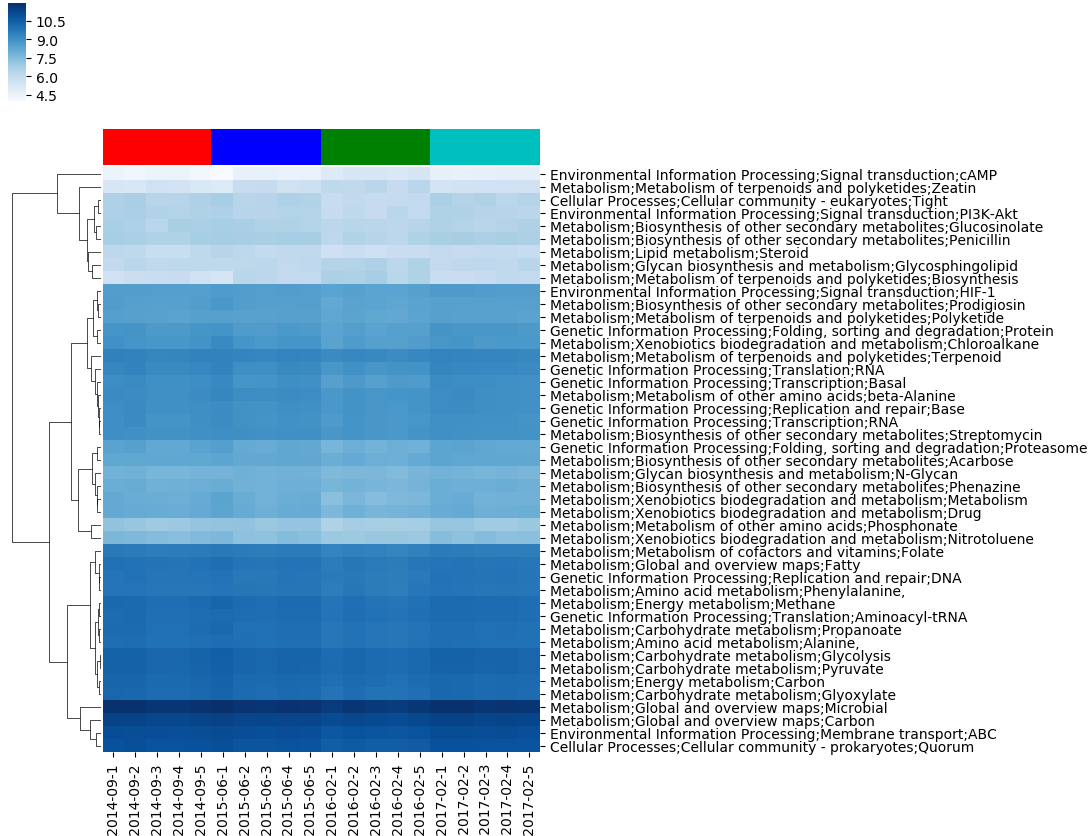 10.5
9.0
7.5
6.0
4.5
Environmental Information Processing;Signal transduction;cAMP
Metabolism;Metabolism of terpenoids and polyketides;Zeatin
Cellular Processes;Cellular community - eukaryotes;Tight
Environmental Information Processing;Signal transduction;PI3K-Akt
Metabolism;Biosynthesis of other secondary metabolites;Glucosinolate
Metabolism;Biosynthesis of other secondary metabolites;Penicillin
Metabolism;Lipid metabolism;Steroid
Metabolism;Glycan biosynthesis and metabolism;Glycosphingolipid
Metabolism;Metabolism of terpenoids and polyketides;Biosynthesis
Environmental Information Processing;Signal transduction;HIF-1
Metabolism;Biosynthesis of other secondary metabolites;Prodigiosin
Metabolism;Metabolism of terpenoids and polyketides;Polyketide
Genetic Information Processing;Folding, sorting and degradation;Protein
Metabolism;Xenobiotics biodegradation and metabolism;Chloroalkane
Metabolism;Metabolism of terpenoids and polyketides;Terpenoid
Genetic Information Processing;Translation;RNA
Genetic Information Processing;Transcription;Basal
Metabolism;Metabolism of other amino acids;beta-Alanine
Genetic Information Processing;Replication and repair;Base
Genetic Information Processing;Transcription;RNA
Metabolism;Biosynthesis of other secondary metabolites;Streptomycin
Genetic Information Processing;Folding, sorting and degradation;Proteasome
Metabolism;Biosynthesis of other secondary metabolites;Acarbose
Metabolism;Glycan biosynthesis and metabolism;N-Glycan
Metabolism;Biosynthesis of other secondary metabolites;Phenazine
Metabolism;Xenobiotics biodegradation and metabolism;Metabolism
Metabolism;Xenobiotics biodegradation and metabolism;Drug
Metabolism;Metabolism of other amino acids;Phosphonate
Metabolism;Xenobiotics biodegradation and metabolism;Nitrotoluene
Metabolism;Metabolism of cofactors and vitamins;Folate
Metabolism;Global and overview maps;Fatty
Genetic Information Processing;Replication and repair;DNA
Metabolism;Amino acid metabolism;Phenylalanine,
Metabolism;Energy metabolism;Methane
Genetic Information Processing;Translation;Aminoacyl-tRNA
Metabolism;Carbohydrate metabolism;Propanoate
Metabolism;Amino acid metabolism;Alanine,
Metabolism;Carbohydrate metabolism;Glycolysis
Metabolism;Carbohydrate metabolism;Pyruvate
Metabolism;Energy metabolism;Carbon
Metabolism;Carbohydrate metabolism;Glyoxylate
Metabolism;Global and overview maps;Microbial
Metabolism;Global and overview maps;Carbon
Environmental Information Processing;Membrane transport;ABC
Cellular Processes;Cellular community - prokaryotes;Quorum
2014-09-1
2014-09-2
2014-09-3
2014-09-4
2014-09-5
2015-06-1
2015-06-2
2015-06-3
2015-06-4
2015-06-5
2016-02-1
2016-02-2
2016-02-3
2016-02-4
2016-02-5
2017-02-1
2017-02-2
2017-02-3
2017-02-4
2017-02-5